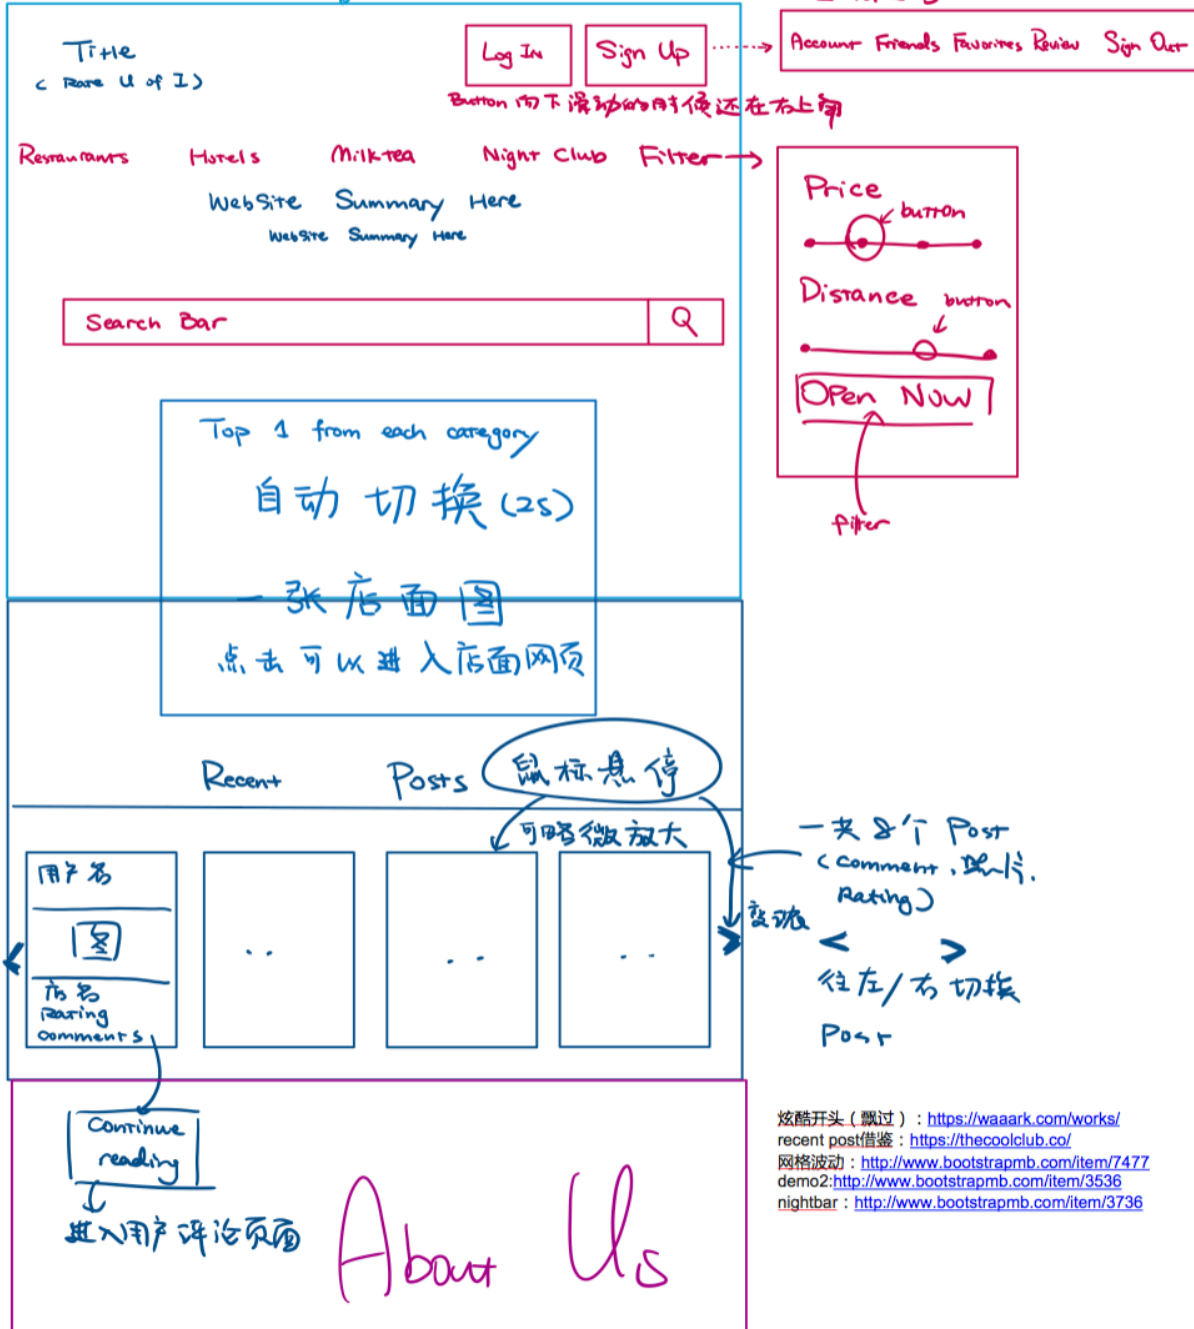 Title
( Rate U of I )
Log In
Sign Up
Account Friends Favorites Review Sign Out
Button 向下滑动的时候还在右上角
Restaurants Hotels Milktea Night Club Filter
WebSite Summary Here
WebSite Summary Here
Price
button
Distance
button
Open Now
filter
Search Bar
Top 1 from each category
自动切换(2s)
一张店面图
点击可以进入店面网页
Recent Posts
鼠标悬停
可略微放大
一共8个 Post
(comment、照片、
Rating)
变魂
< >
往左/右切换
Post
用户名
图
店名
Rating
comments
..
..
..
< >
Continue
reading
进入用户评论页面
About Us
炫酷开头（飘过）：https://waaark.com/works/
recent post借鉴：https://thecoolclub.co/
网格波动：http://www.bootstrapmb.com/item/7477
demo2:http://www.bootstrapmb.com/item/3536
nightbar：http://www.bootstrapmb.com/item/3736